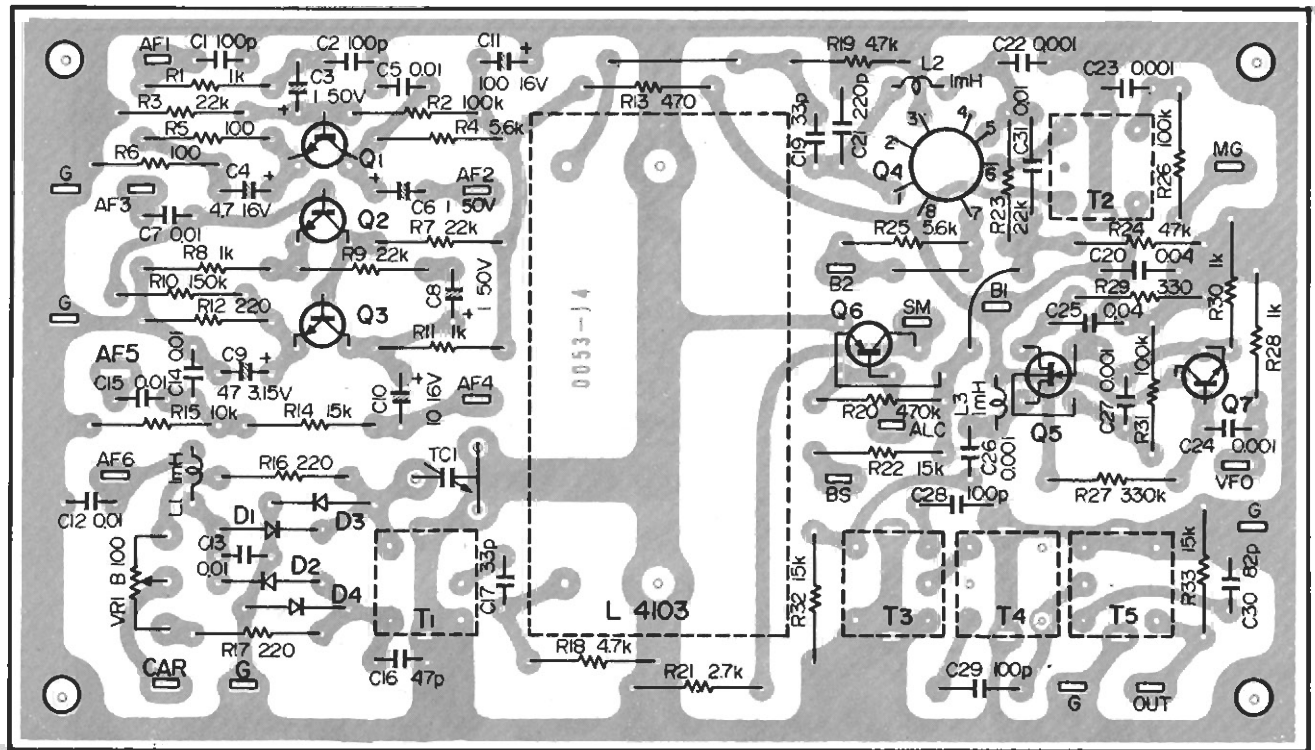 AF1
C1 100p
C2 100p
C11
100 16V
R19 4.7k
L2
1mH
C22 0.001
C23 0.001
R1 1k
C3
1 50V
C5 0.01
R13 470
R3 22k
R2 100k
R5 100
R4 5.6k
R6 100
Q1
C19 33p
C21 220p
Q4
1
2
3
4
5
6
7
8
C31 0.01
R23 22k
T2
R26 100k
MG
G
AF3
C4
4.7 16V
C6 1 50V
AF2
C7 0.01
Q2
R7 22k
R25 5.6k
R24 47k
R8 1k
R9 22k
C20 0.04
R10 150k
R12 220
C8
1 50V
B2
B1
R29 330
R30 1k
G
Q3
R11 1k
0053-J4
Q6
SM
C25 0.04
R28 1k
AF5
C14 0.01
C9
47 3.15V
C10
10 16V
AF4
C15 0.01
R15 10k
R14 15k
R20 470k
ALC
L3
1mH
Q5
C27 0.001
R31 100k
Q7
C24 0.001
AF6
L1 1mH
R16 220
TC1
R22 15k
BS
C26 0.001
R27 330k
VFO
C12 0.01
D1
D3
C28 100p
G
VR1 B 100
C13 0.01
D2
D4
T1
C17 33p
L 4103
R32 15k
T3
T4
T5
R33 15k
C30 82p
R17 220
CAR
G
C16 47p
R18 4.7k
R21 2.7k
C29 100p
G
OUT